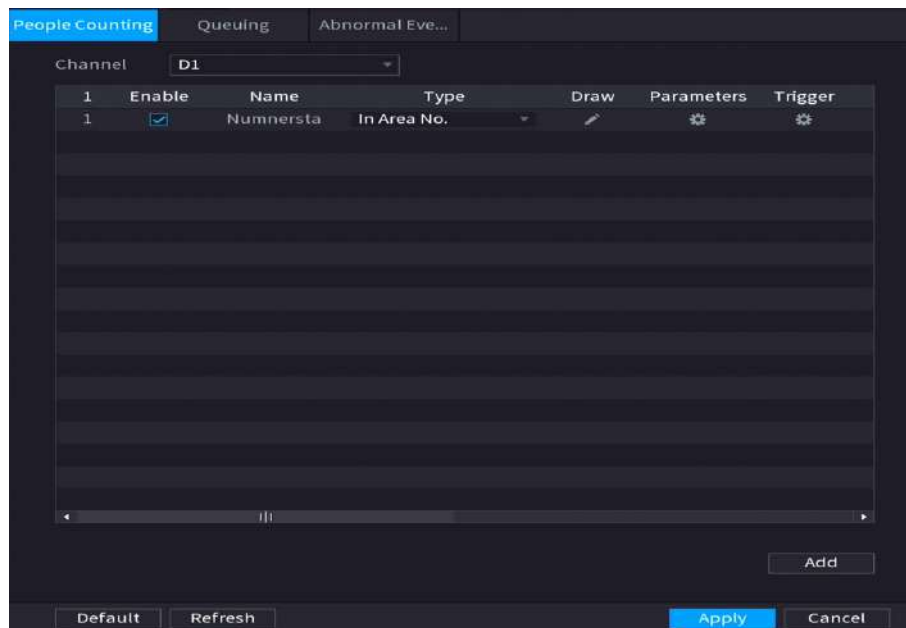 People Counting Queuing Abnormal Eve...
Channel D1
1 Enable Name Type Draw Parameters Trigger
1 Numnersta In Area No.
Add
Default Refresh Apply Cancel